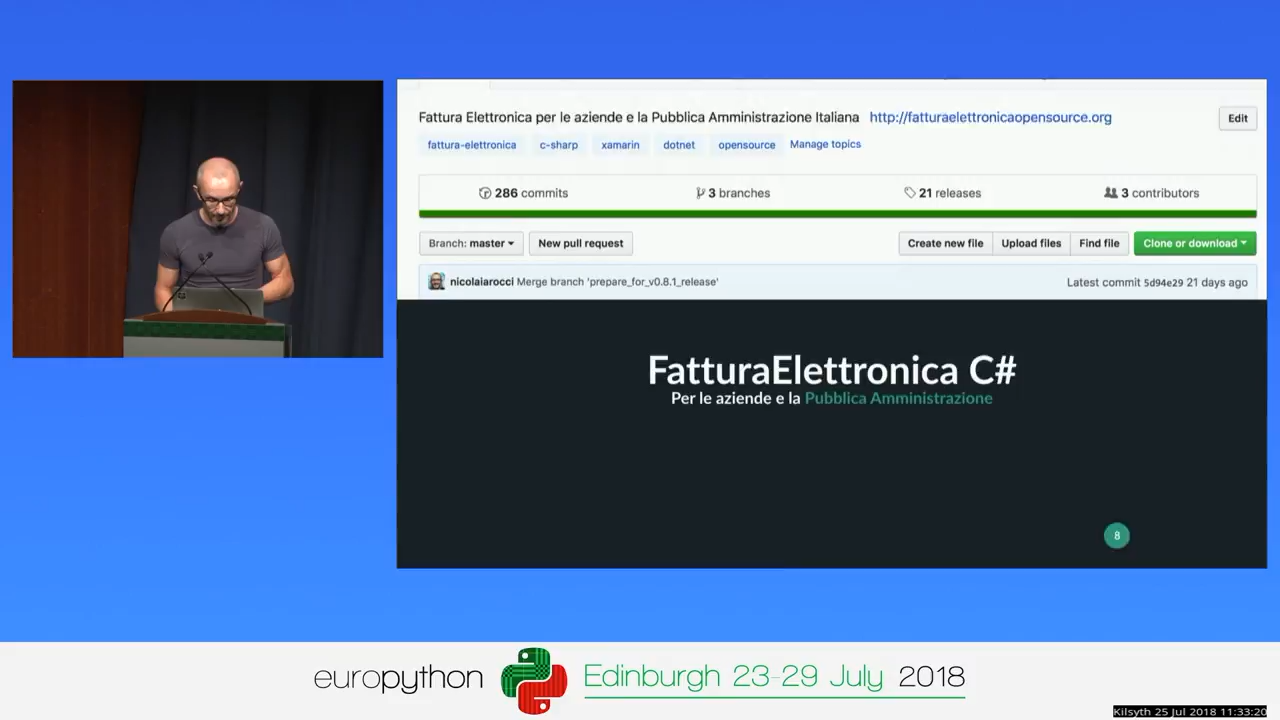 Fattura Elettronica per le aziende e la Pubblica Amministrazione Italiana http://fatturaelettronicaopensource.org Edit
fattura-elettronica c-sharp xamarin dotnet opensource Manage topics
286 commits 3 branches 21 releases 3 contributors
Branch: master New pull request Create new file Upload files Find file Clone or download
nicolaiarocci Merge branch 'prepare_for_v0.8.1_release' Latest commit 5d94e29 21 days ago
FatturaElettronica C#
Per le aziende e la Pubblica Amministrazione
8
europython Edinburgh 23-29 July 2018
Kilsyth 25 Jul 2018 11:33:20